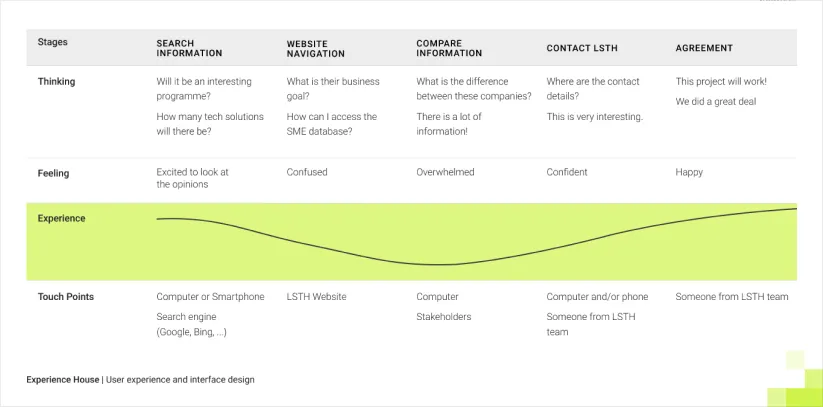 Stages
SEARCH
INFORMATION
WEBSITE
NAVIGATION
COMPARE
INFORMATION
CONTACT LSTH
AGREEMENT
Thinking
Will it be an interesting
programme?
How many tech solutions
will there be?
What is their business
goal?
How can I access the
SME database?
What is the difference
between these companies?
There is a lot of
information!
Where are the contact
details?
This is very interesting.
This project will work!
We did a great deal
Feeling
Excited to look at
the opinions
Confused
Overwhelmed
Confident
Happy
Experience
Touch Points
Computer or Smartphone
Search engine
(Google, Bing, ...)
LSTH Website
Computer
Stakeholders
Computer and/or phone
Someone from LSTH
team
Someone from LSTH team
Experience House | User experience and interface design